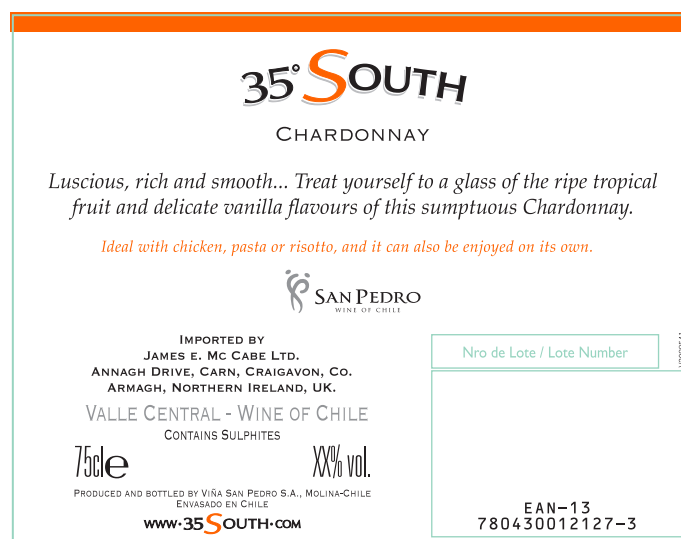 35° SOUTH
CHARDONNAY
Luscious, rich and smooth... Treat yourself to a glass of the ripe tropical
fruit and delicate vanilla flavours of this sumptuous Chardonnay.
Ideal with chicken, pasta or risotto, and it can also be enjoyed on its own.
SAN PEDRO
WINE OF CHILE
IMPORTED BY
JAMES E. MC CABE LTD.
ANNAGH DRIVE, CARN, CRAIGAVON, CO.
ARMAGH, NORTHERN IRELAND, UK.
VALLE CENTRAL - WINE OF CHILE
CONTAINS SULPHITES
75cl e XX% vol.
PRODUCED AND BOTTLED BY VIÑA SAN PEDRO S.A., MOLINA-CHILE
ENVASADO EN CHILE
WWW·35SOUTH·COM
Nro de Lote / Lote Number
EAN-13
780430012127-3